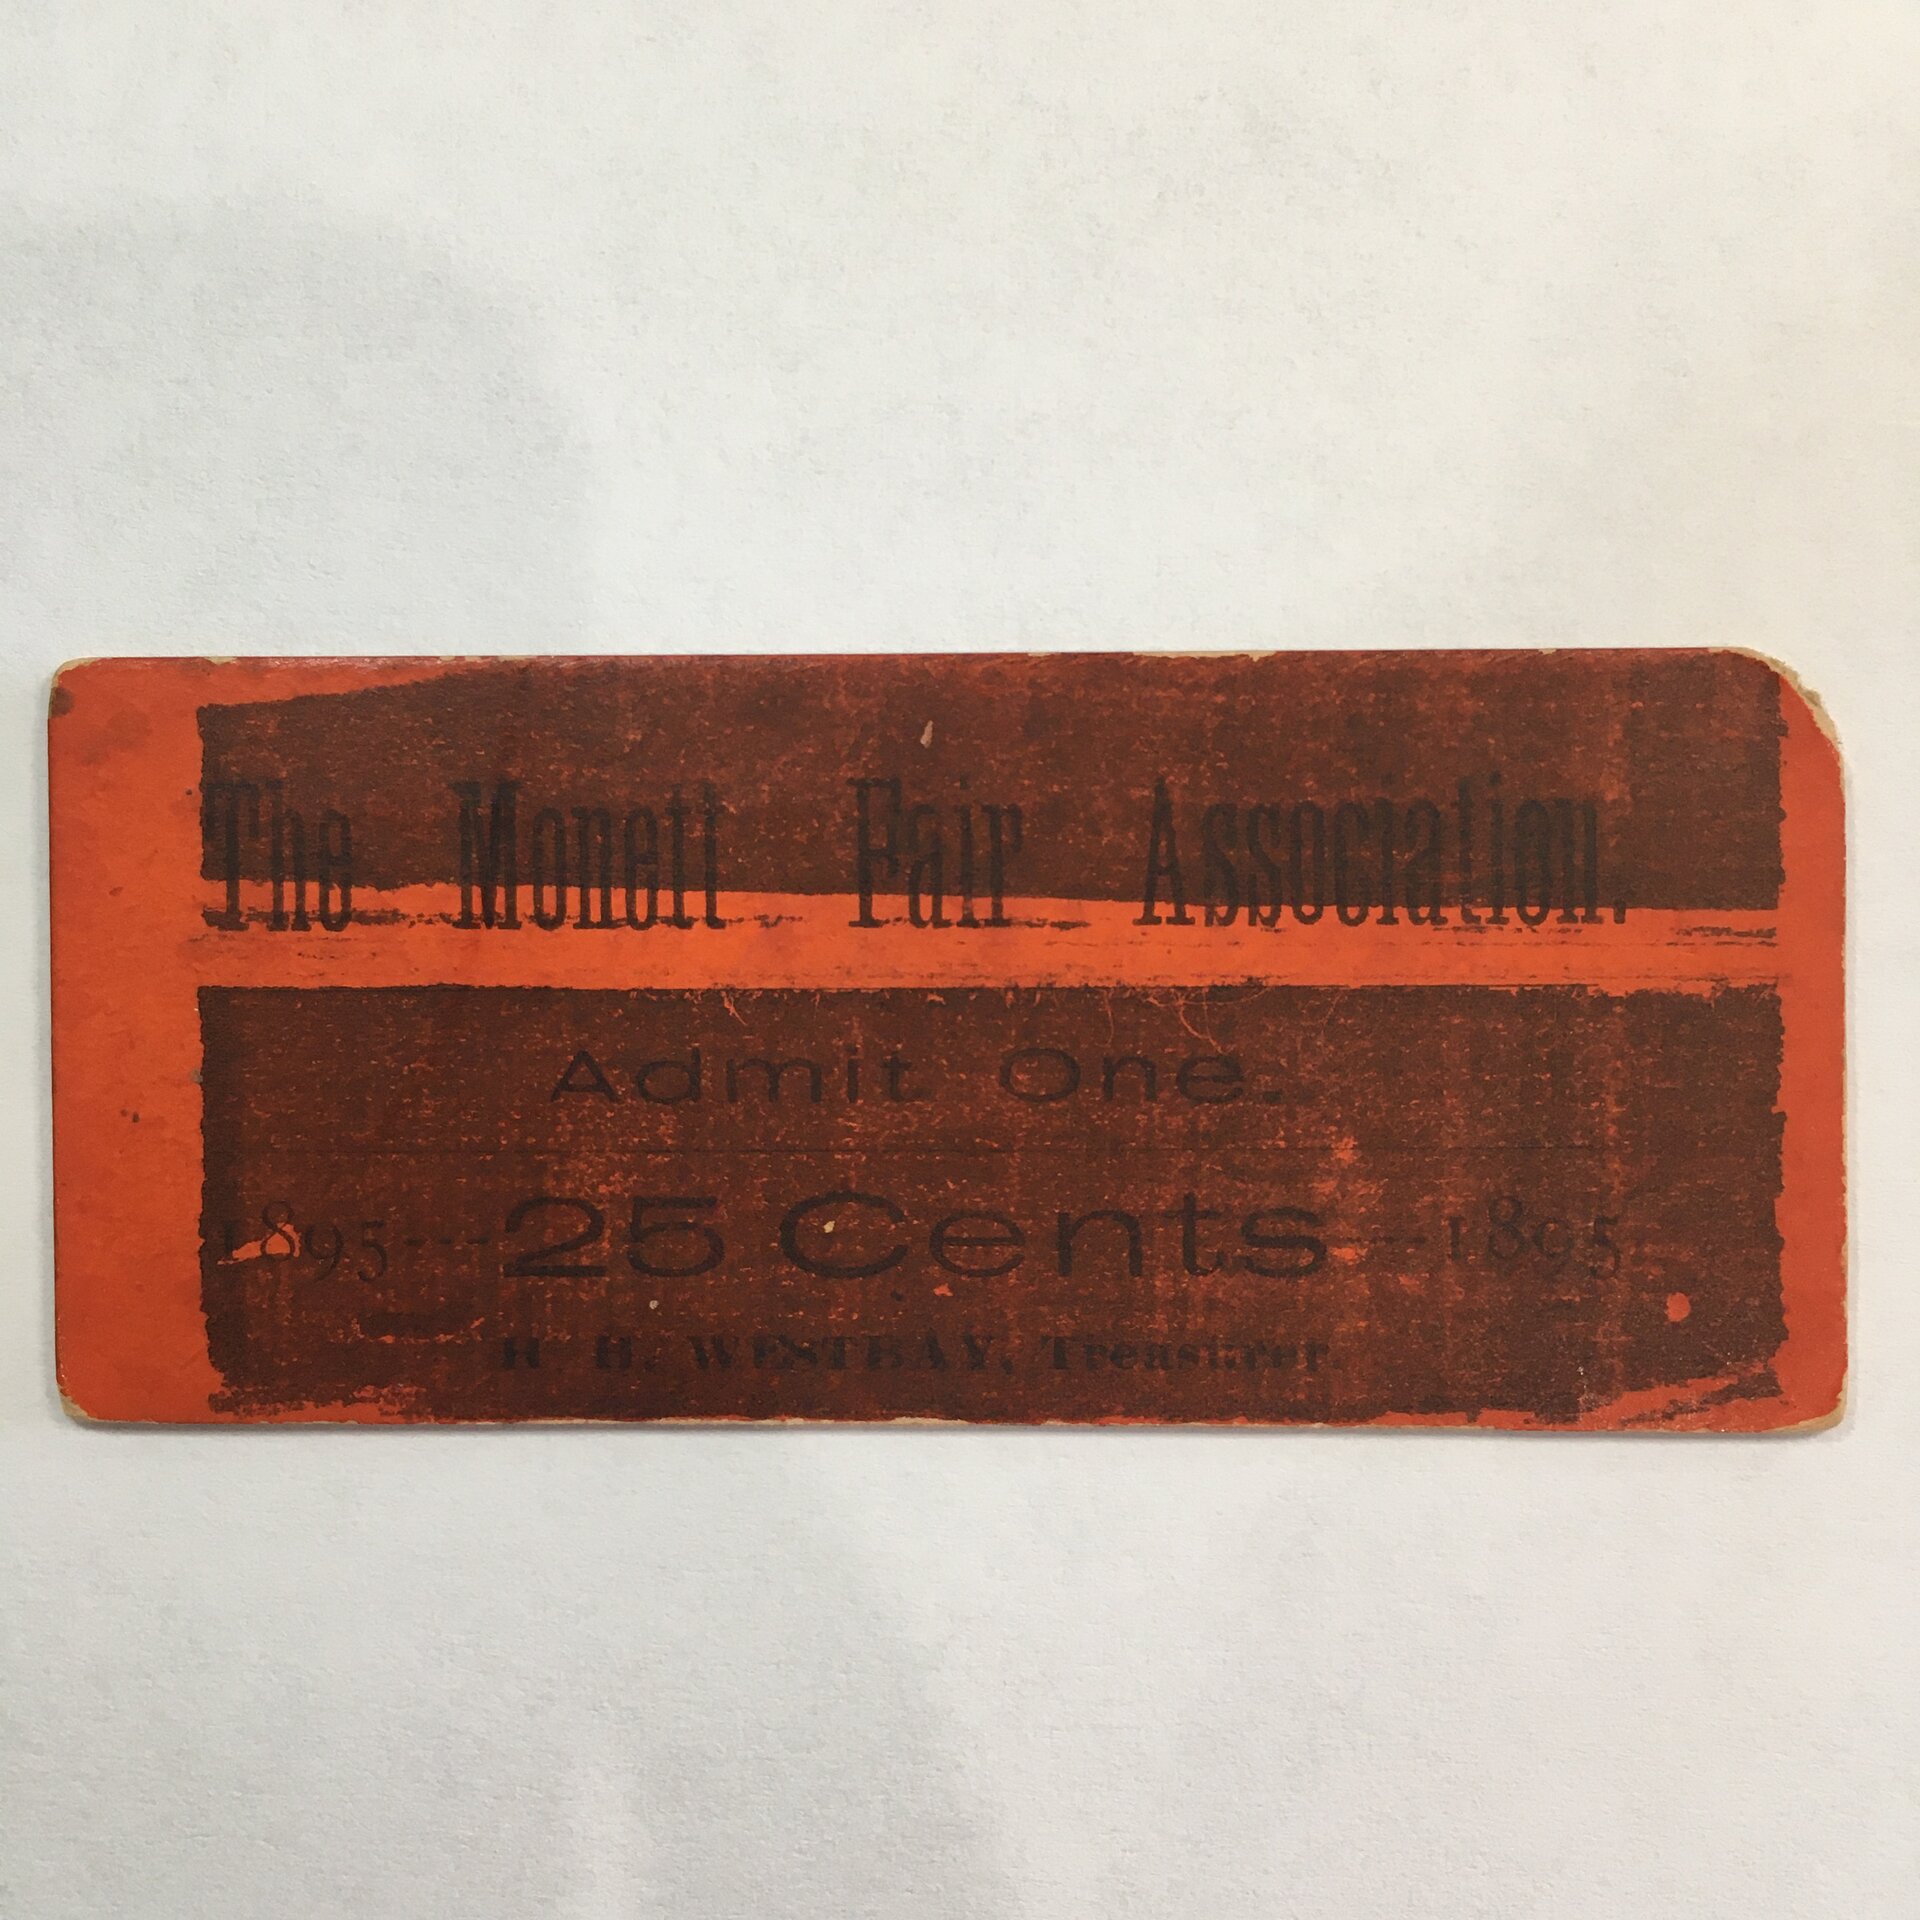 The Monett Fair Association.
Admit One.
1895---25 Cents---1895
H. H. WESTBAY, Treasurer.